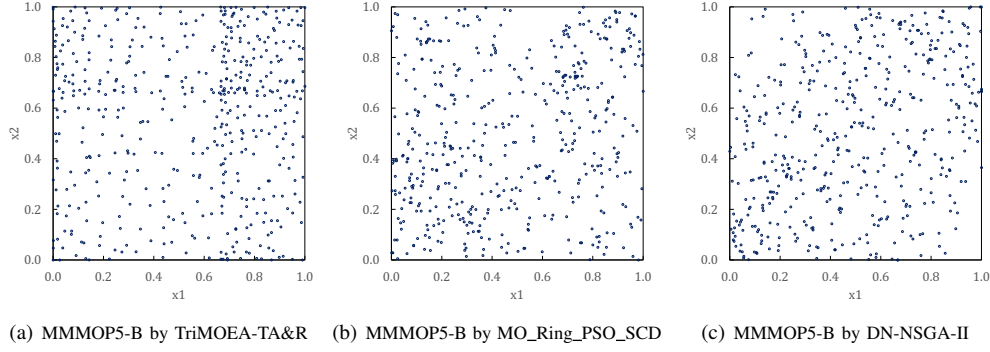 1.0
0.8
0.6
0.4
0.2
0.0
x2
0.0 0.2 0.4 0.6 0.8 1.0
x1
(a) MMMOP5-B by TriMOEA-TA&R
1.0
0.8
0.6
0.4
0.2
0.0
x2
0.0 0.2 0.4 0.6 0.8 1.0
x1
(b) MMMOP5-B by MO_Ring_PSO_SCD
1.0
0.8
0.6
0.4
0.2
0.0
x2
0.0 0.2 0.4 0.6 0.8 1.0
x1
(c) MMMOP5-B by DN-NSGA-II